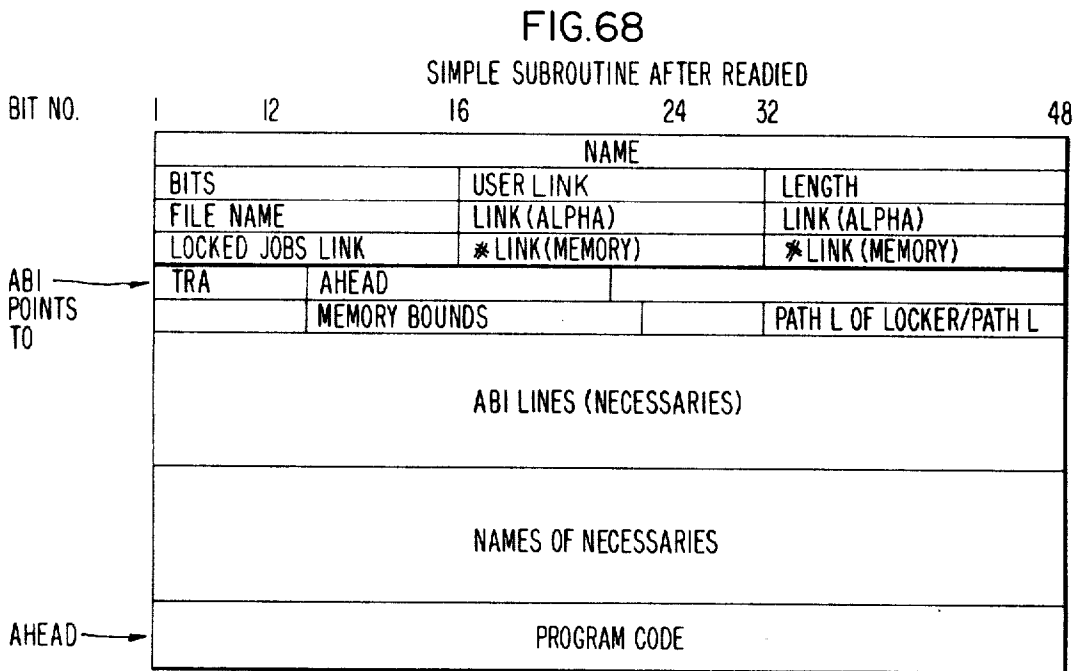 FIG.68
SIMPLE SUBROUTINE AFTER READIED
BIT NO. 1 12 16 24 32 48
NAME
BITS USER LINK LENGTH
FILE NAME LINK (ALPHA) LINK (ALPHA)
LOCKED JOBS LINK *LINK (MEMORY) *LINK (MEMORY)
ABI POINTS TO
TRA AHEAD
MEMORY BOUNDS PATH L OF LOCKER/PATH L
ABI LINES (NECESSARIES)
NAMES OF NECESSARIES
AHEAD PROGRAM CODE